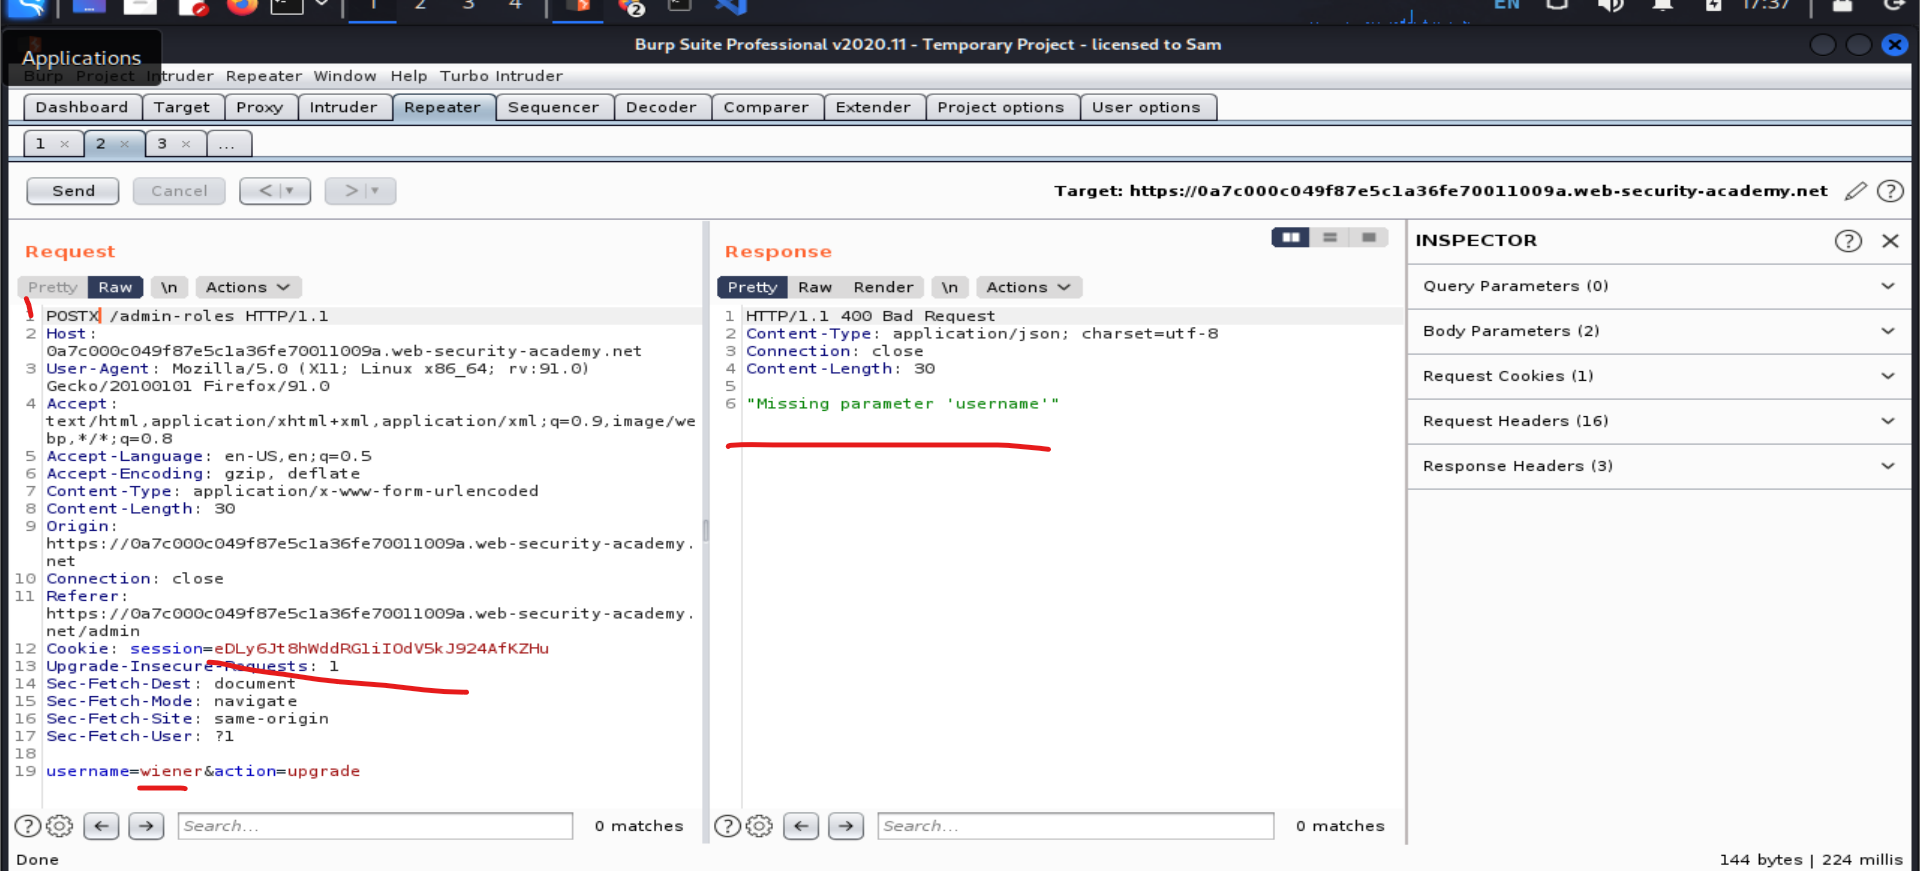 1 2 3 4 2 EN 17:37
Burp Suite Professional v2020.11 - Temporary Project - licensed to Sam
Applications
Burp Project Intruder Repeater Window Help Turbo Intruder
Dashboard Target Proxy Intruder Repeater Sequencer Decoder Comparer Extender Project options User options
1 × 2 × 3 × ...
Send Cancel < > Target: https://0a7c000c049f87e5c1a36fe70011009a.web-security-academy.net ?
Request
Pretty Raw \n Actions
1 POSTX /admin-roles HTTP/1.1
2 Host:
0a7c000c049f87e5c1a36fe70011009a.web-security-academy.net
3 User-Agent: Mozilla/5.0 (X11; Linux x86_64; rv:91.0)
Gecko/20100101 Firefox/91.0
4 Accept:
text/html,application/xhtml+xml,application/xml;q=0.9,image/we
bp,*/*;q=0.8
5 Accept-Language: en-US,en;q=0.5
6 Accept-Encoding: gzip, deflate
7 Content-Type: application/x-www-form-urlencoded
8 Content-Length: 30
9 Origin:
https://0a7c000c049f87e5c1a36fe70011009a.web-security-academy.
net
10 Connection: close
11 Referer:
https://0a7c000c049f87e5c1a36fe70011009a.web-security-academy.
net/admin
12 Cookie: session=eDLy6Jt8hWddRGliIOdV5kJ924AfKZHu
13 Upgrade-Insecure-Requests: 1
14 Sec-Fetch-Dest: document
15 Sec-Fetch-Mode: navigate
16 Sec-Fetch-Site: same-origin
17 Sec-Fetch-User: ?1
18
19 username=wiener&action=upgrade
? Search... 0 matches
Response
Pretty Raw Render \n Actions
1 HTTP/1.1 400 Bad Request
2 Content-Type: application/json; charset=utf-8
3 Connection: close
4 Content-Length: 30
5
6 "Missing parameter 'username'"
? Search... 0 matches
INSPECTOR ?
Query Parameters (0)
Body Parameters (2)
Request Cookies (1)
Request Headers (16)
Response Headers (3)
Done 144 bytes | 224 millis